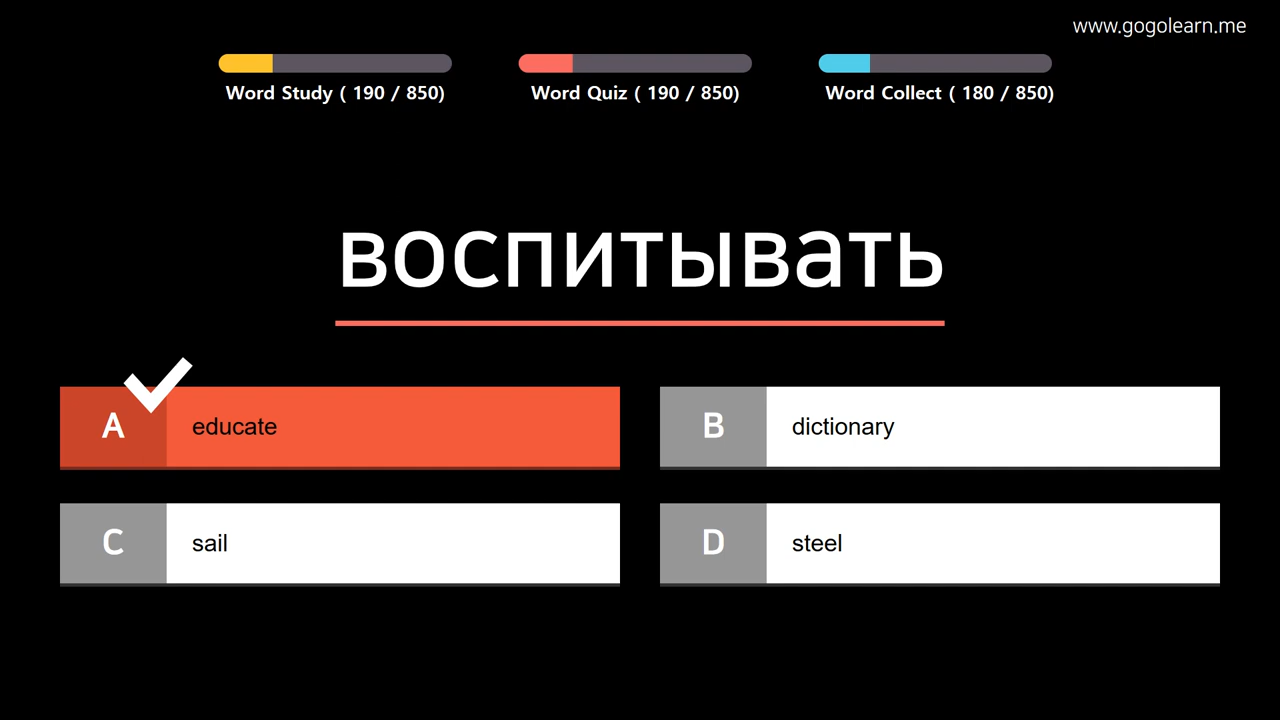 www.gogolearn.me
Word Study ( 190 / 850)
Word Quiz ( 190 / 850)
Word Collect ( 180 / 850)
воспитывать
A educate
B dictionary
C sail
D steel